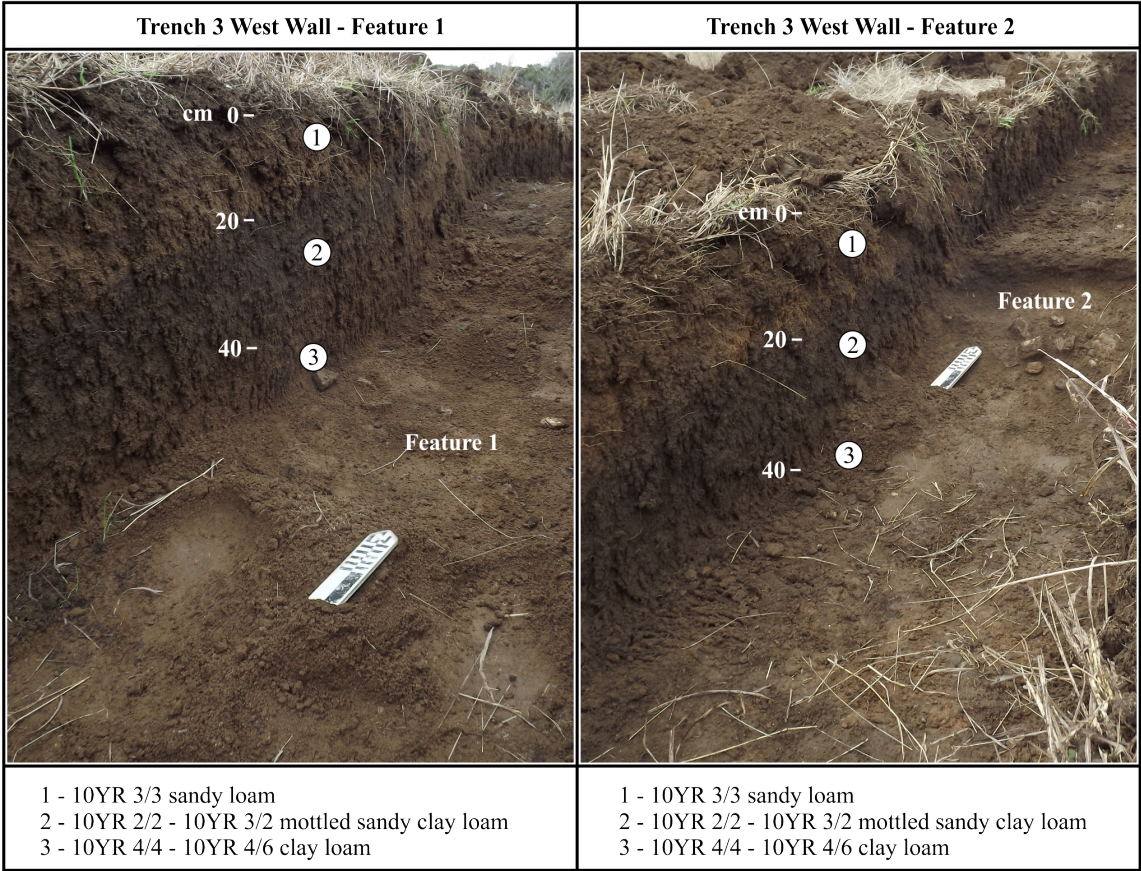 Trench 3 West Wall - Feature 1
cm 0
1
20
2
40
3
Feature 1
1 - 10YR 3/3 sandy loam
2 - 10YR 2/2 - 10YR 3/2 mottled sandy clay loam
3 - 10YR 4/4 - 10YR 4/6 clay loam
Trench 3 West Wall - Feature 2
cm 0
1
Feature 2
20
2
3
40
1 - 10YR 3/3 sandy loam
2 - 10YR 2/2 - 10YR 3/2 mottled sandy clay loam
3 - 10YR 4/4 - 10YR 4/6 clay loam